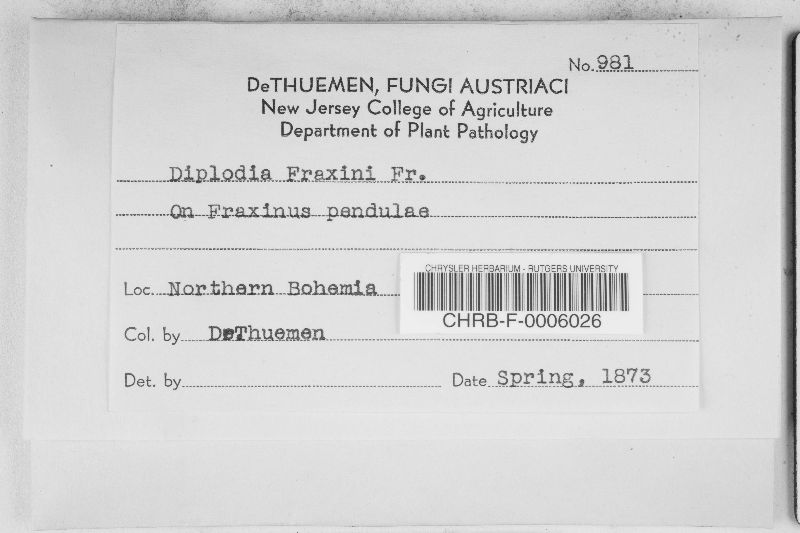 No. 981
DeTHUEMEN, FUNGI AUSTRIACI
New Jersey College of Agriculture
Department of Plant Pathology
Diplodia Fraxini Fr.
On Fraxinus pendulae
CHRYSLER HERBARIUM - RUTGERS UNIVERSITY
Loc. Northern Bohemia
CHRB-F-0006026
Col. by DeThuemen
Det. by Date Spring, 1873